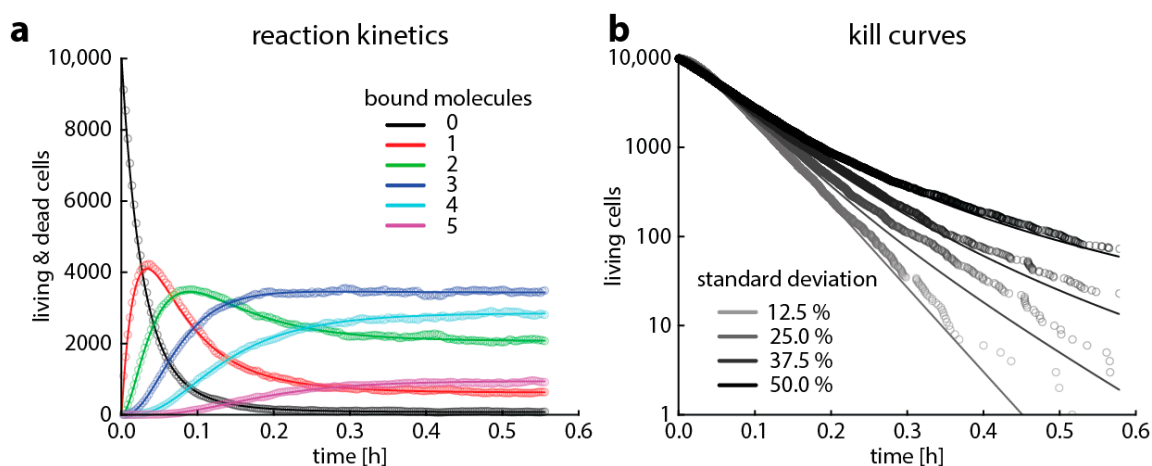 a
reaction kinetics
10,000
8000
6000
4000
2000
0
living & dead cells
bound molecules
0
1
2
3
4
5
0.0 0.1 0.2 0.3 0.4 0.5 0.6
time [h]
b
kill curves
10,000
1000
100
10
1
living cells
standard deviation
12.5 %
25.0 %
37.5 %
50.0 %
0.0 0.1 0.2 0.3 0.4 0.5 0.6
time [h]